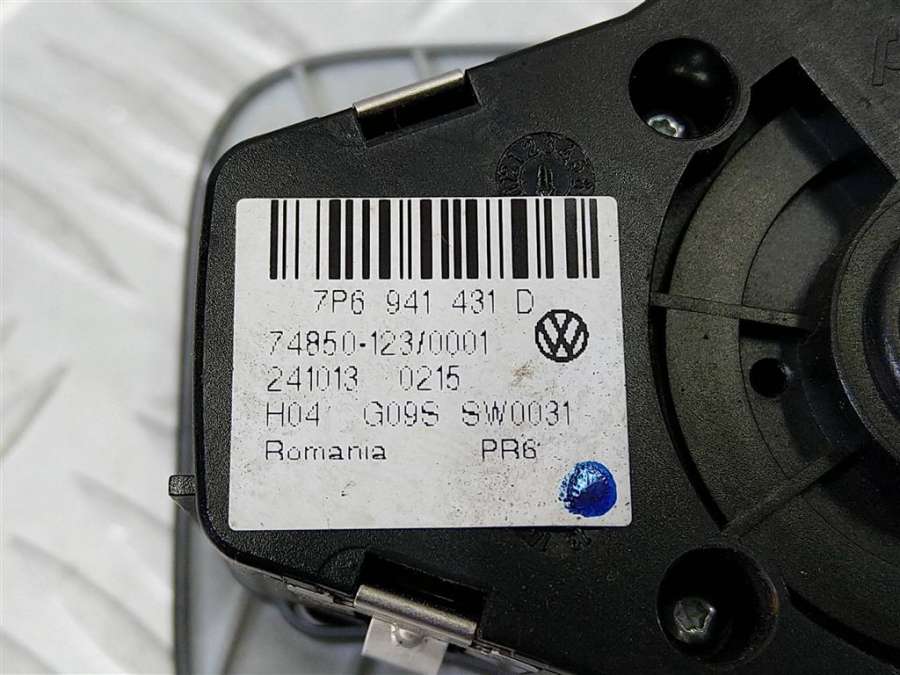 7P6 941 431 D
74850-123/0001
241013 0215
H04 G09S SW0031
Romania PR6